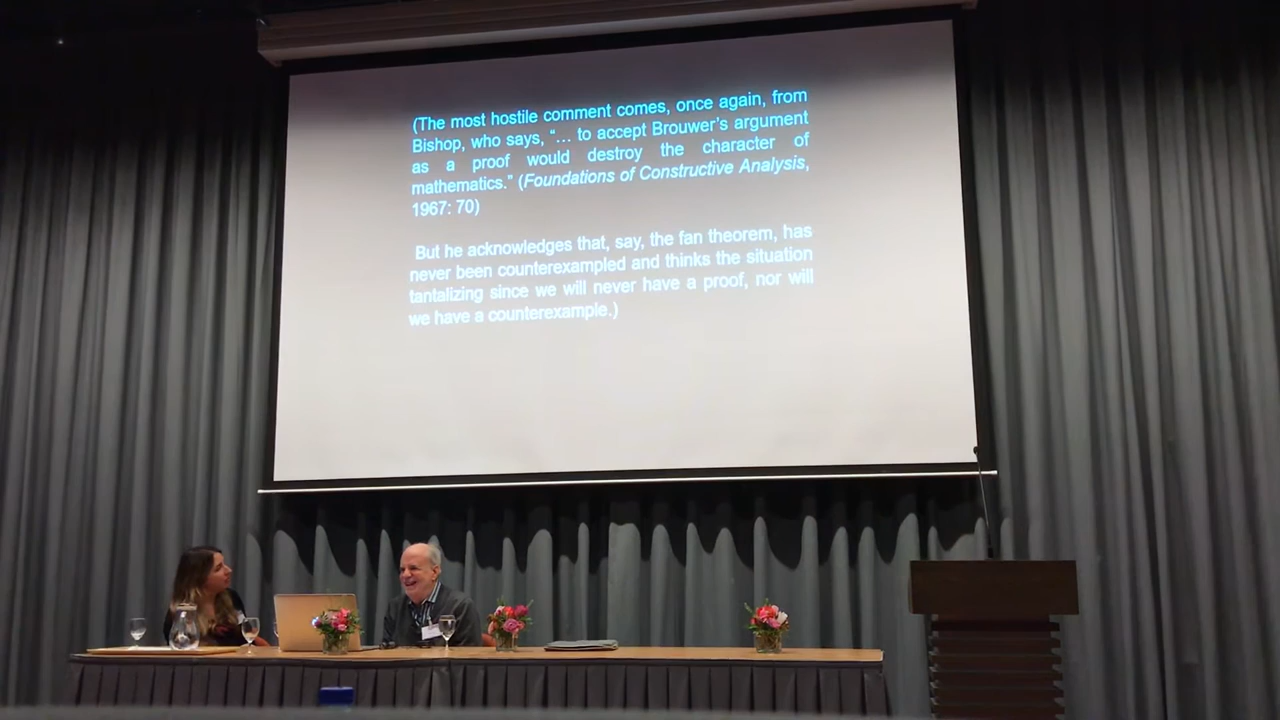 (The most hostile comment comes, once again, from
Bishop, who says, “… to accept Brouwer’s argument
as a proof would destroy the character of
mathematics.” (Foundations of Constructive Analysis,
1967: 70)
But he acknowledges that, say, the fan theorem, has
never been counterexampled and thinks the situation
tantalizing since we will never have a proof, nor will
we have a counterexample.)